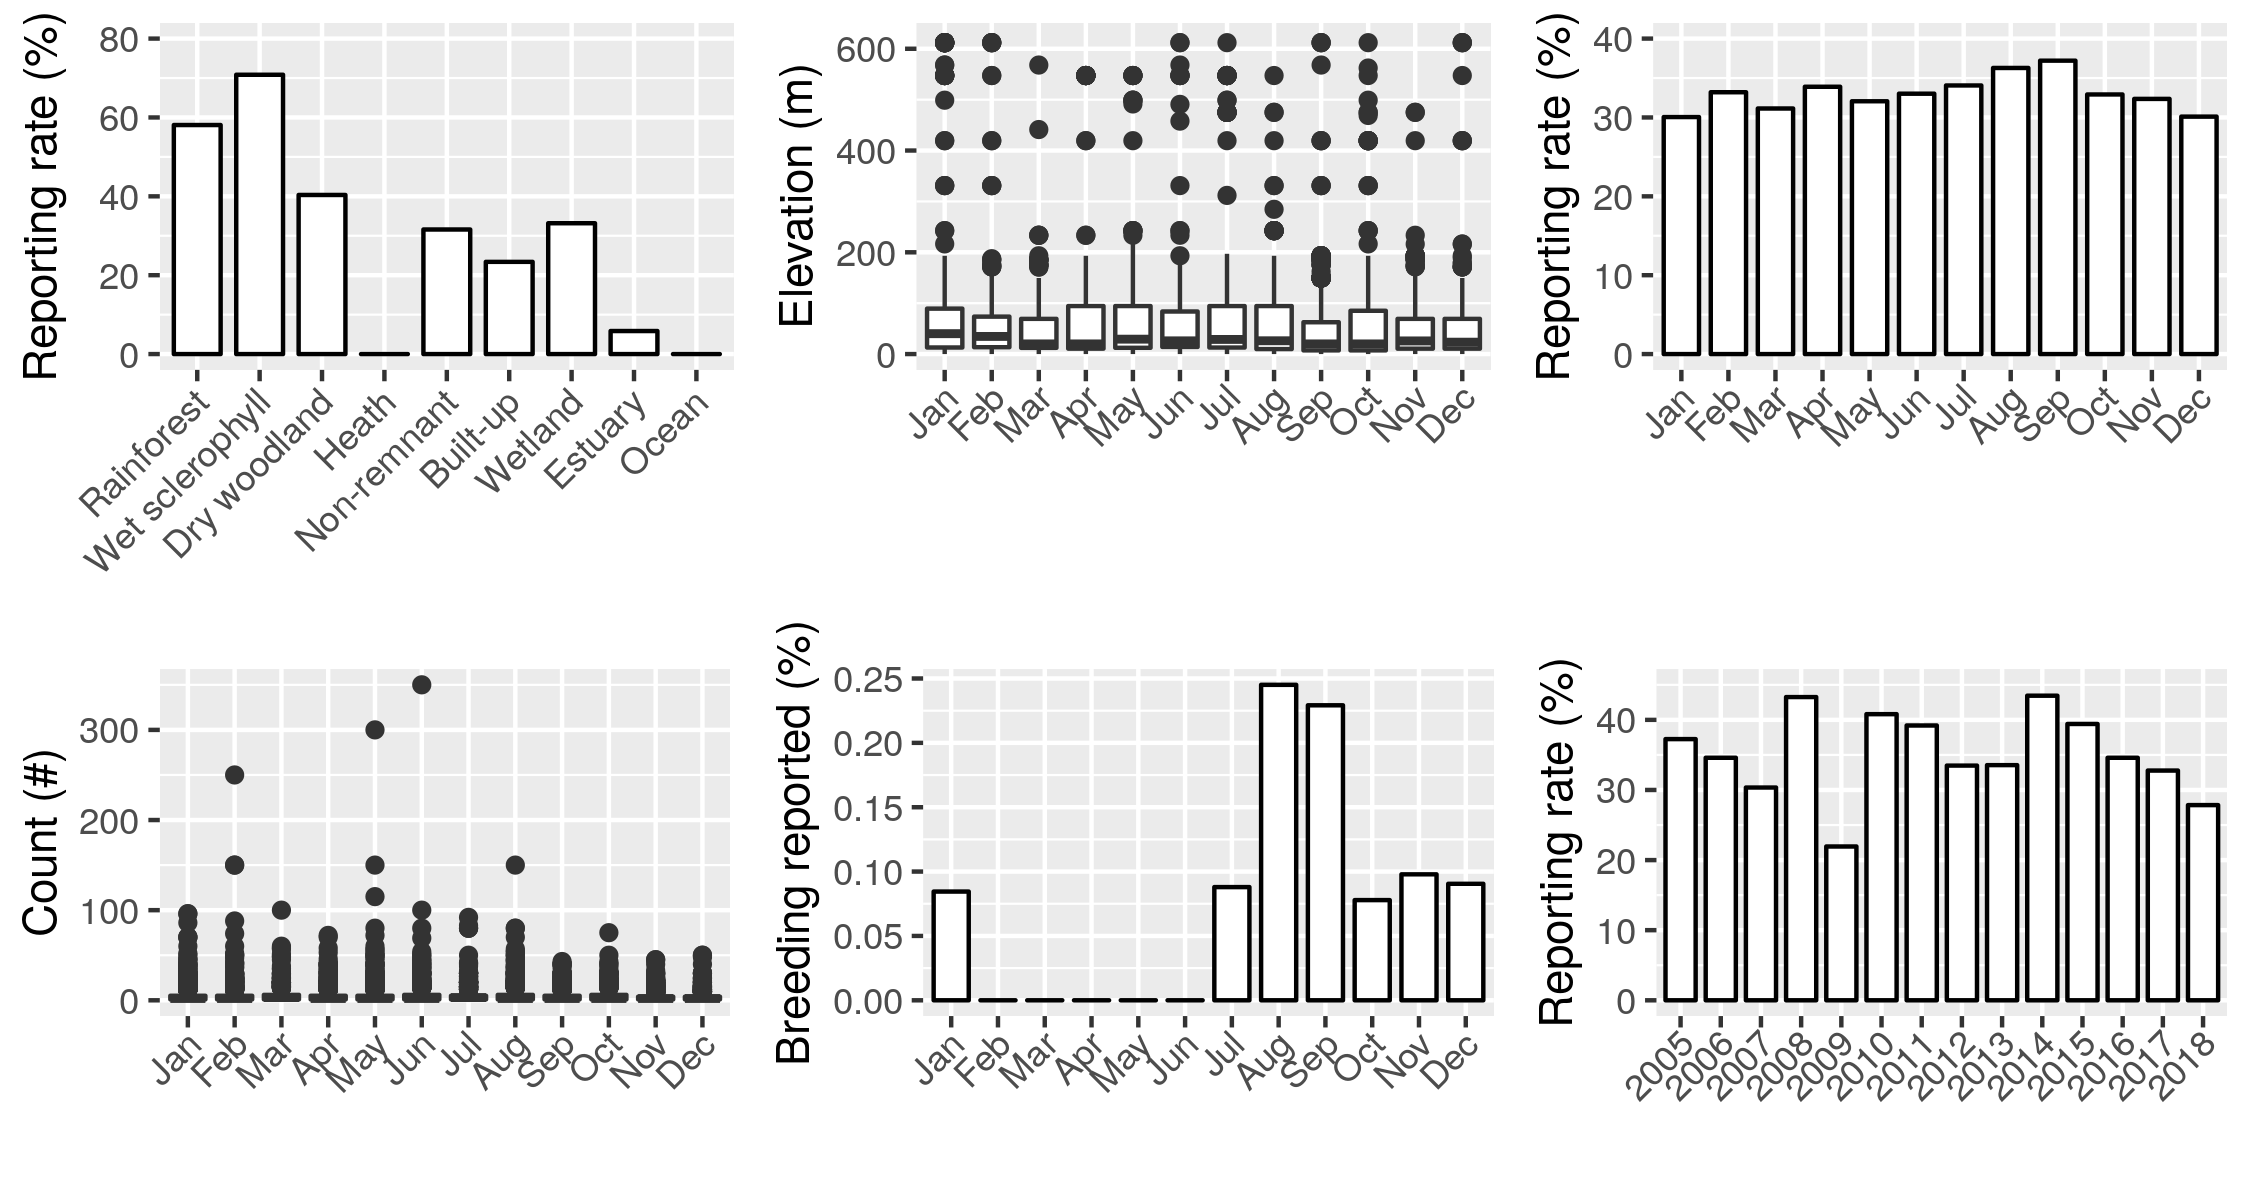 Reporting rate (%)
80
60
40
20
0
Rainforest
Wet sclerophyll
Dry woodland
Heath
Non-remnant
Built-up
Wetland
Estuary
Ocean
Elevation (m)
600
400
200
0
Jan
Feb
Mar
Apr
May
Jun
Jul
Aug
Sep
Oct
Nov
Dec
Reporting rate (%)
40
30
20
10
0
Jan
Feb
Mar
Apr
May
Jun
Jul
Aug
Sep
Oct
Nov
Dec
Count (#)
300
200
100
0
Jan
Feb
Mar
Apr
May
Jun
Jul
Aug
Sep
Oct
Nov
Dec
Breeding reported (%)
0.25
0.20
0.15
0.10
0.05
0.00
Jan
Feb
Mar
Apr
May
Jun
Jul
Aug
Sep
Oct
Nov
Dec
Reporting rate (%)
40
30
20
10
0
2005
2006
2007
2008
2009
2010
2011
2012
2013
2014
2015
2016
2017
2018